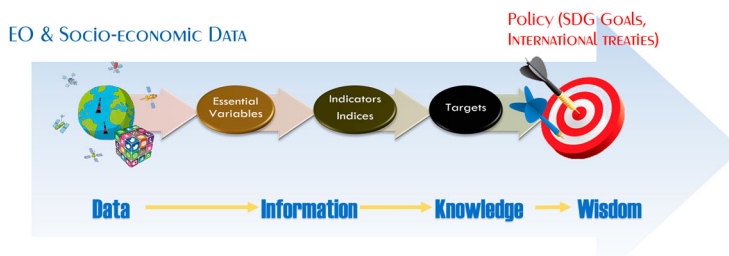 EO & Socio-economic Data
Policy (SDG Goals,
International treaties)
Essential
Variables
Indicators
Indices
Targets
Data
Information
Knowledge
Wisdom